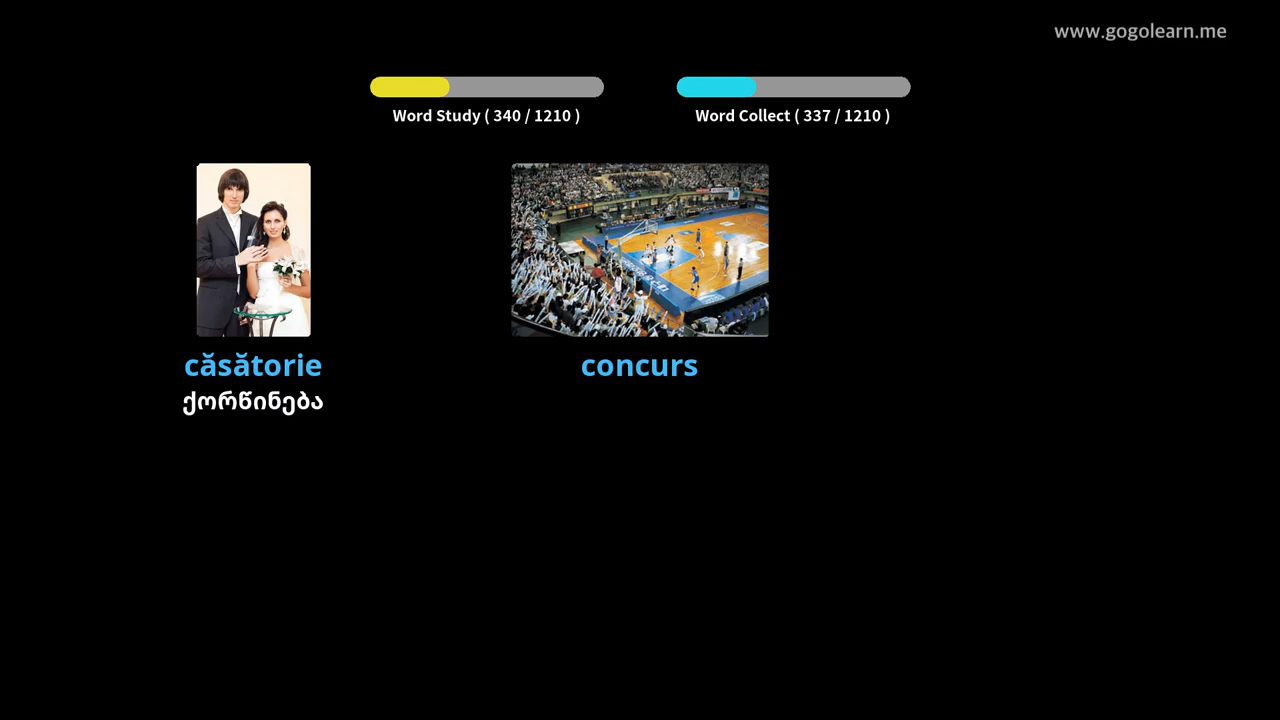 www.gogolearn.me
Word Study ( 340 / 1210 )
Word Collect ( 337 / 1210 )
căsătorie
ქორწინება
concurs